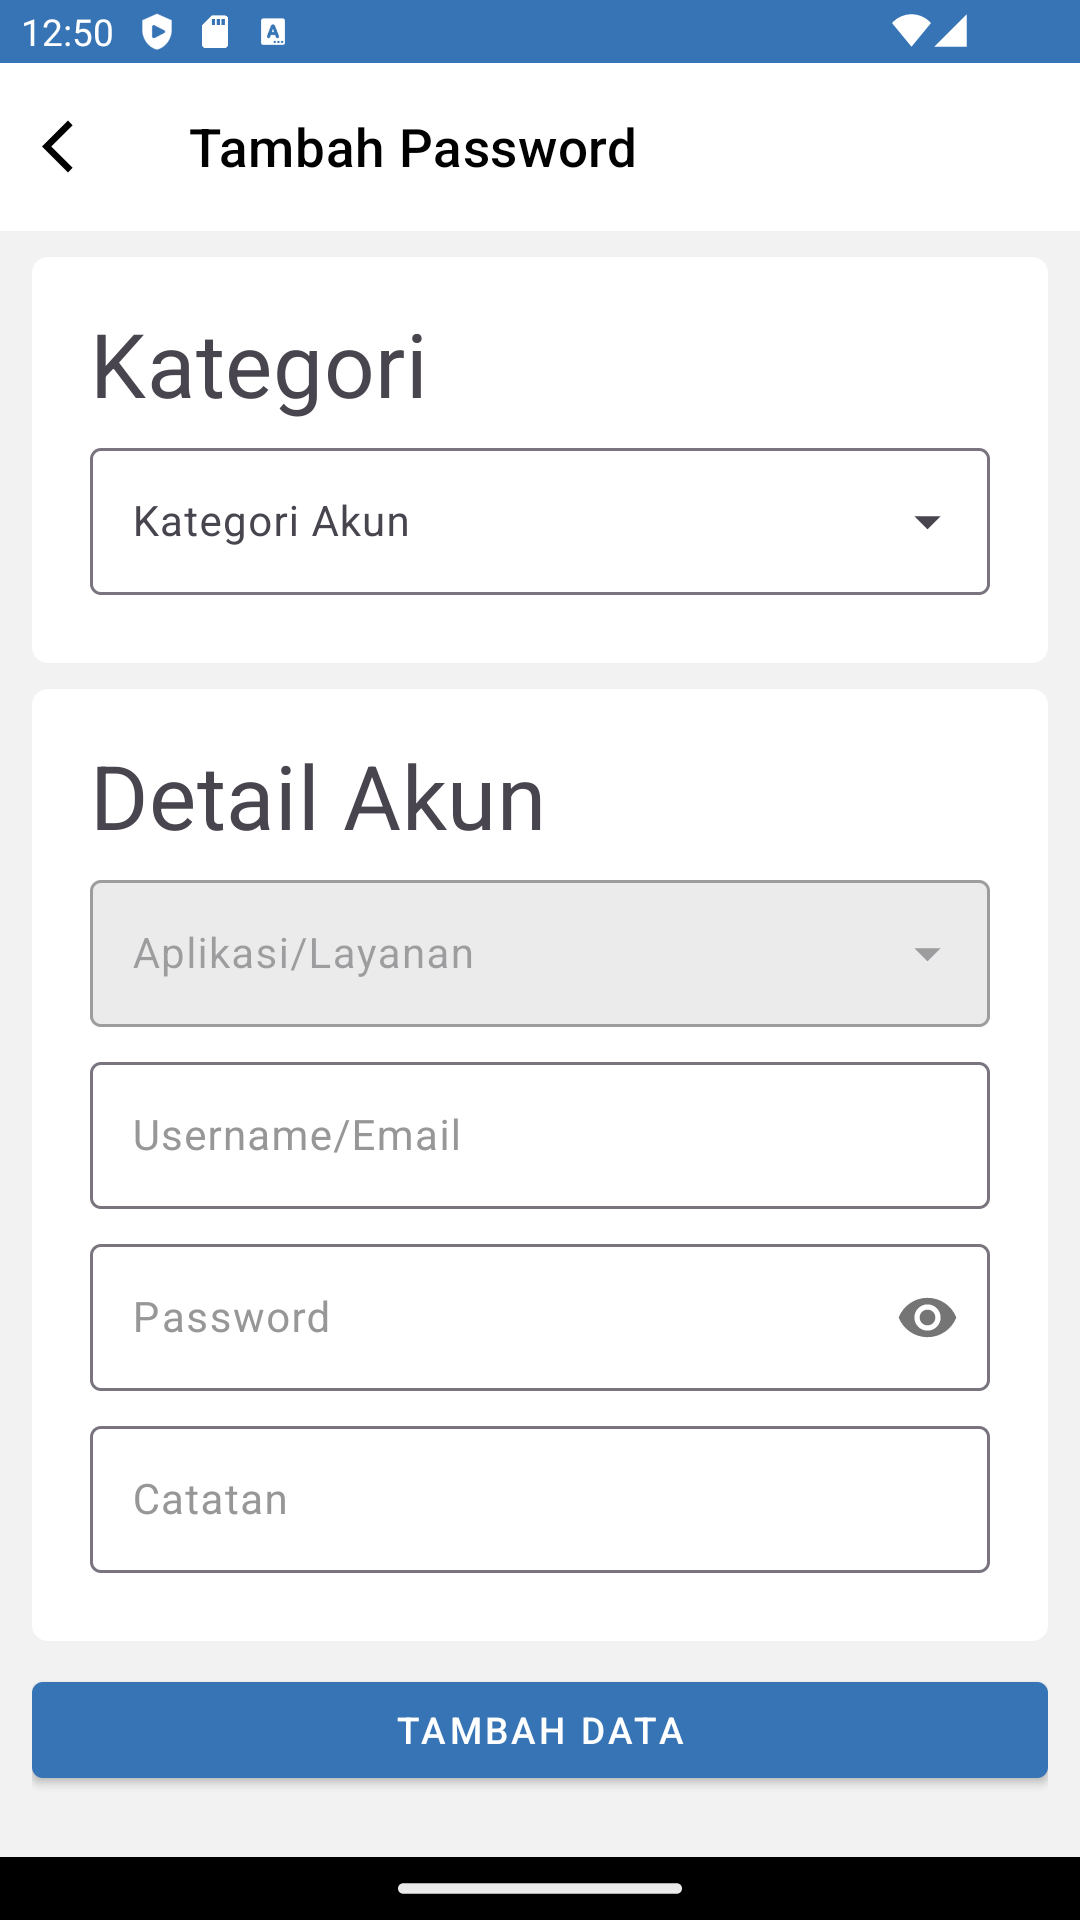 12:50
Tambah Password
Kategori
Kategori Akun
Detail Akun
Aplikasi/Layanan
Username/Email
Password
Catatan
TAMBAH DATA